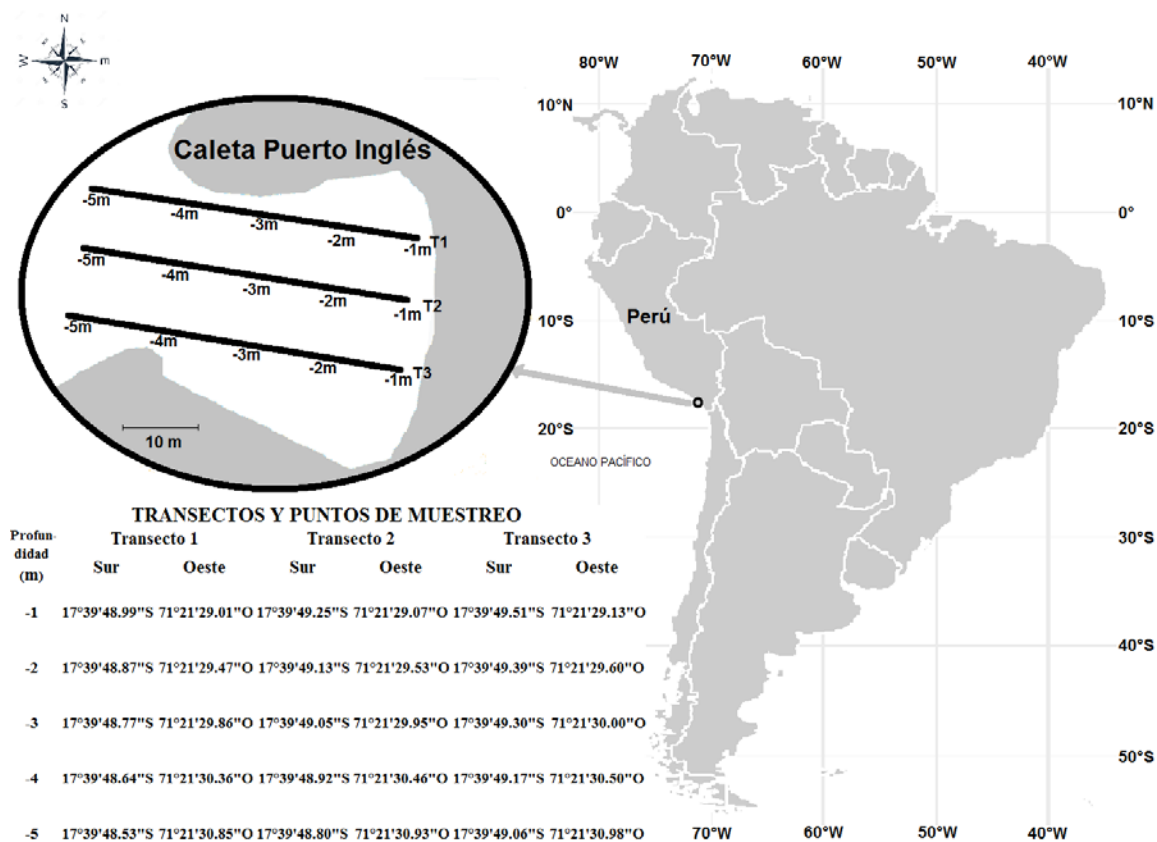 N
W
m
S
Caleta Puerto Inglés
-5m -4m -3m -2m -1m T1
-5m -4m -3m -2m -1m T2
-5m -4m -3m -2m -1m T3
10 m
80°W 70°W 60°W 50°W 40°W
10°N 10°N
0° 0°
10°S 10°S
20°S 20°S
30°S
40°S
50°S
70°W 60°W 50°W 40°W
Perú
OCEANO PACÍFICO
TRANSECTOS Y PUNTOS DE MUESTREO
Profun-
didad
(m)
Transecto 1 Transecto 2 Transecto 3
Sur Oeste Sur Oeste Sur Oeste
-1 17°39'48.99"S 71°21'29.01"O 17°39'49.25"S 71°21'29.07"O 17°39'49.51"S 71°21'29.13"O
-2 17°39'48.87"S 71°21'29.47"O 17°39'49.13"S 71°21'29.53"O 17°39'49.39"S 71°21'29.60"O
-3 17°39'48.77"S 71°21'29.86"O 17°39'49.05"S 71°21'29.95"O 17°39'49.30"S 71°21'30.00"O
-4 17°39'48.64"S 71°21'30.36"O 17°39'48.92"S 71°21'30.46"O 17°39'49.17"S 71°21'30.50"O
-5 17°39'48.53"S 71°21'30.85"O 17°39'48.80"S 71°21'30.93"O 17°39'49.06"S 71°21'30.98"O